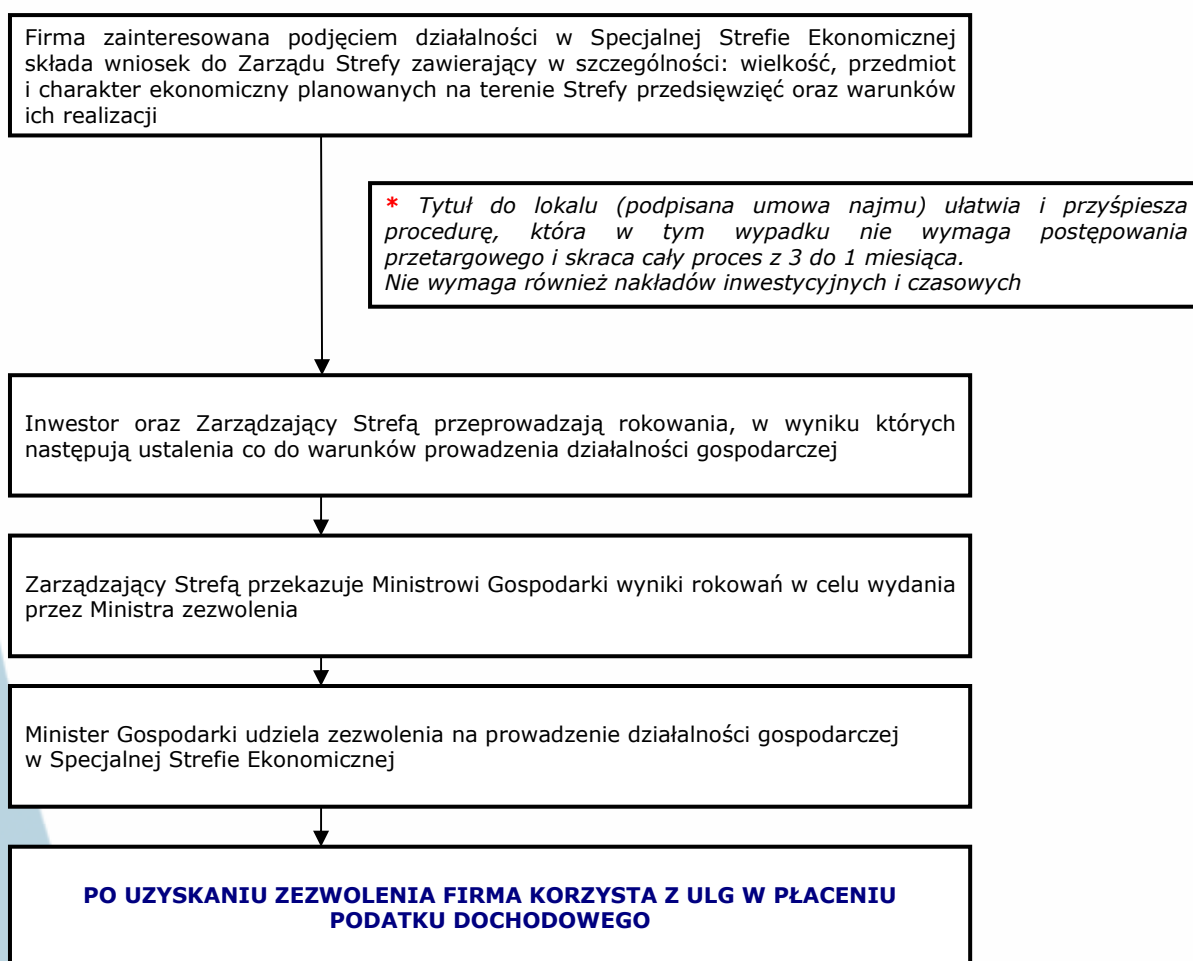 Firma zainteresowana podjęciem działalności w Specjalnej Strefie Ekonomicznej
składa wniosek do Zarządu Strefy zawierający w szczególności: wielkość, przedmiot
i charakter ekonomiczny planowanych na terenie Strefy przedsięwzięć oraz warunków
ich realizacji
* Tytuł do lokalu (podpisana umowa najmu) ułatwia i przyśpiesza
procedurę, która w tym wypadku nie wymaga postępowania
przetargowego i skraca cały proces z 3 do 1 miesiąca.
Nie wymaga również nakładów inwestycyjnych i czasowych
Inwestor oraz Zarządzający Strefą przeprowadzają rokowania, w wyniku których
następują ustalenia co do warunków prowadzenia działalności gospodarczej
Zarządzający Strefą przekazuje Ministrowi Gospodarki wyniki rokowań w celu wydania
przez Ministra zezwolenia
Minister Gospodarki udziela zezwolenia na prowadzenie działalności gospodarczej
w Specjalnej Strefie Ekonomicznej
PO UZYSKANIU ZEZWOLENIA FIRMA KORZYSTA Z ULG W PŁACENIU
PODATKU DOCHODOWEGO